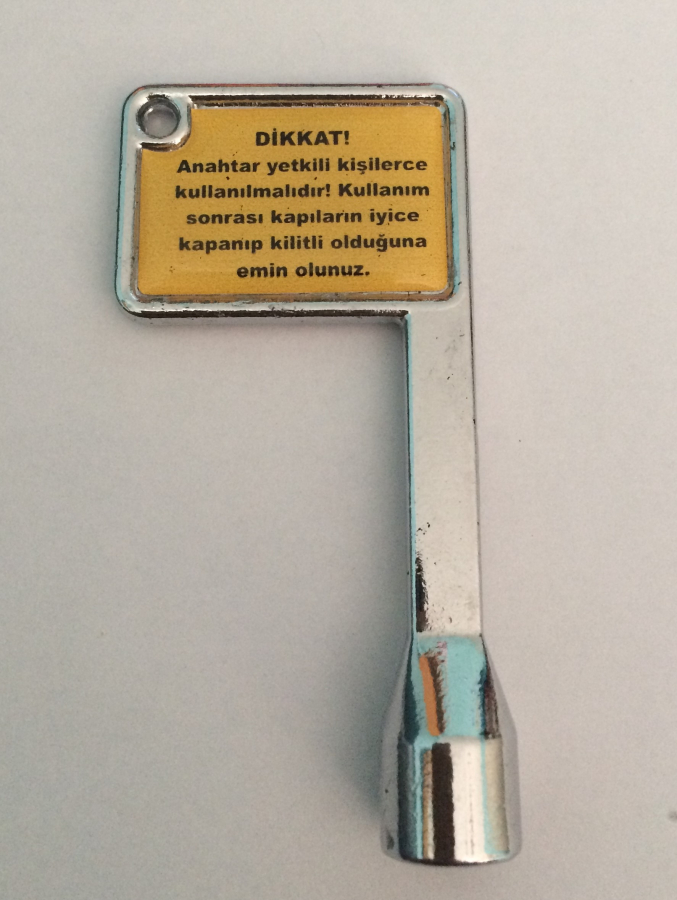 DİKKAT!
Anahtar yetkili kişilerce
kullanılmalıdır! Kullanım
sonrası kapıların iyice
kapanıp kilitli olduğuna
emin olunuz.